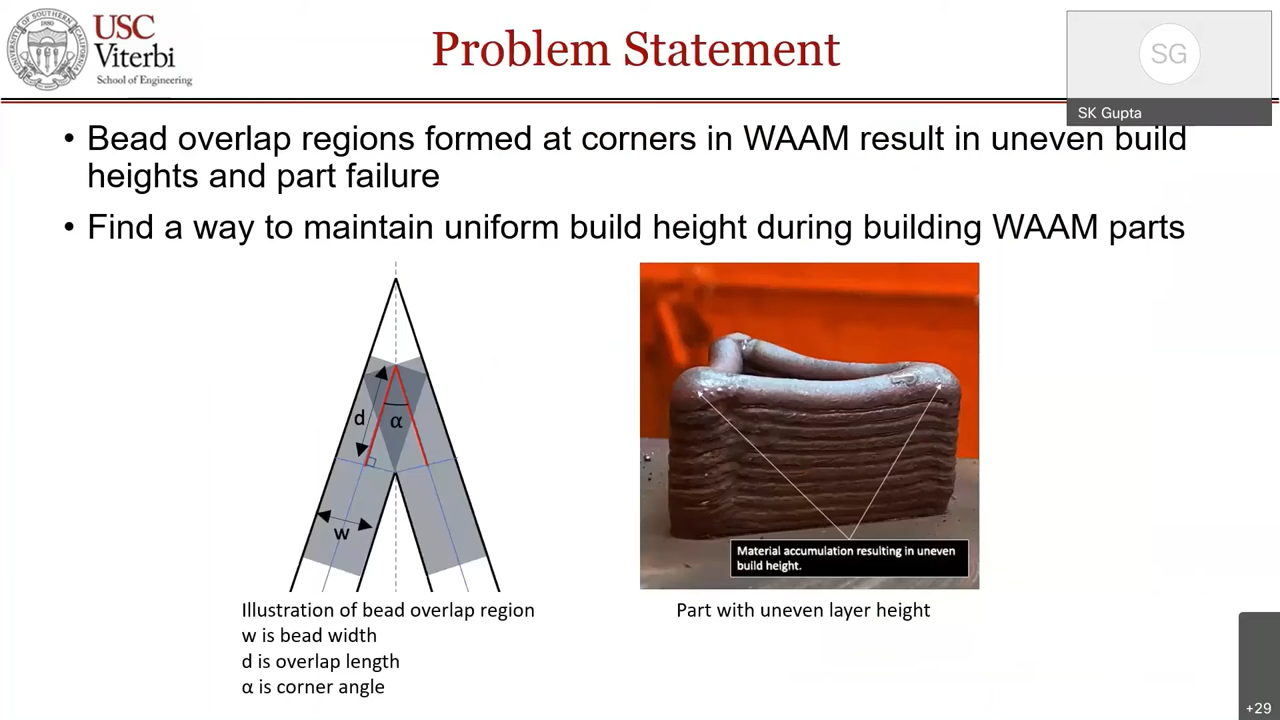 USC
Viterbi
School of Engineering
Problem Statement
SG
SK Gupta
• Bead overlap regions formed at corners in WAAM result in uneven build
heights and part failure
• Find a way to maintain uniform build height during building WAAM parts
d
α
w
Material accumulation resulting in uneven
build height.
Illustration of bead overlap region
w is bead width
d is overlap length
α is corner angle
Part with uneven layer height
+29